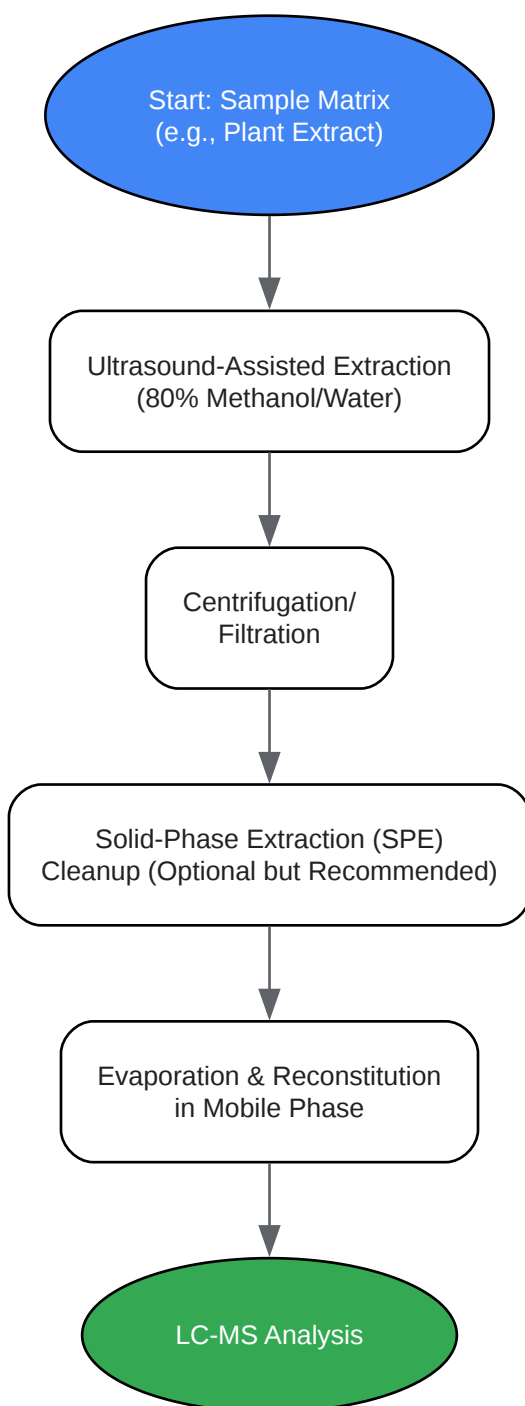 Start: Sample Matrix
(e.g., Plant Extract)
Ultrasound-Assisted Extraction
(80% Methanol/Water)
Centrifugation/
Filtration
Solid-Phase Extraction (SPE)
Cleanup (Optional but Recommended)
Evaporation & Reconstitution
in Mobile Phase
LC-MS Analysis